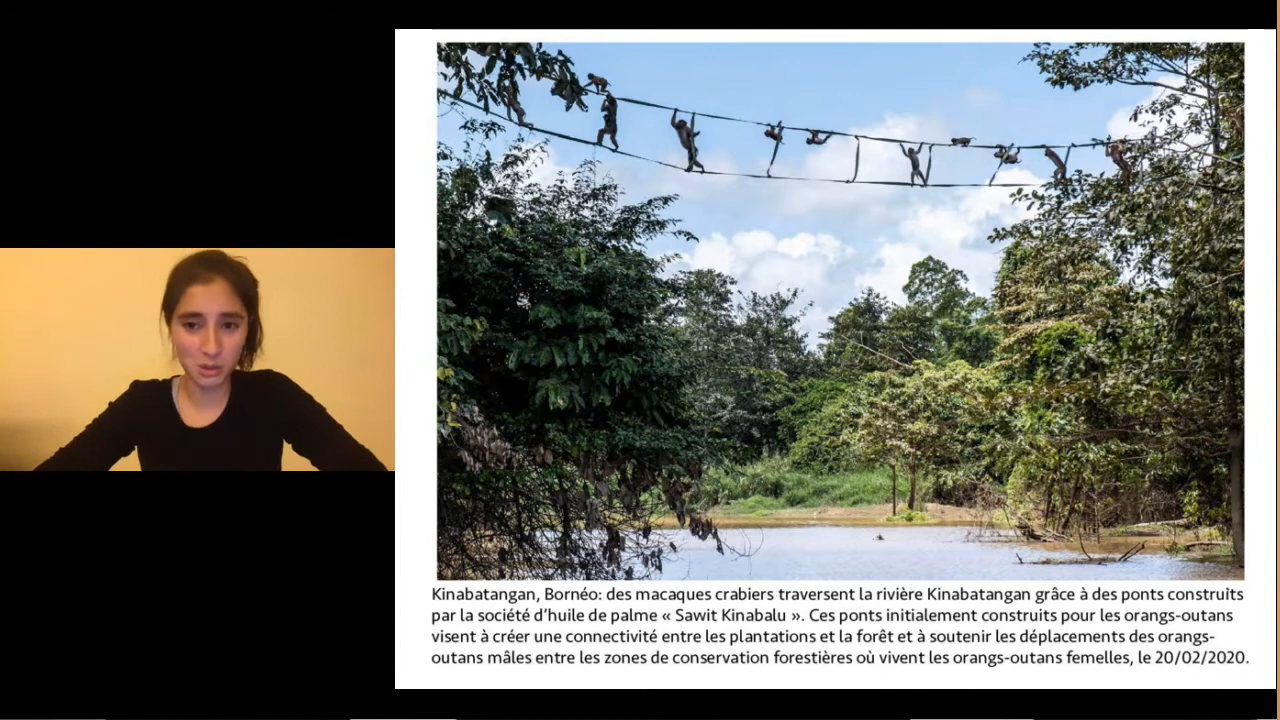 Kinabatangan, Bornéo: des macaques crabiers traversent la rivière Kinabatangan grâce à des ponts construits
par la société d’huile de palme « Sawit Kinabalu ». Ces ponts initialement construits pour les orangs-outans
visent à créer une connectivité entre les plantations et la forêt et à soutenir les déplacements des orangs-
outans mâles entre les zones de conservation forestières où vivent les orangs-outans femelles, le 20/02/2020.